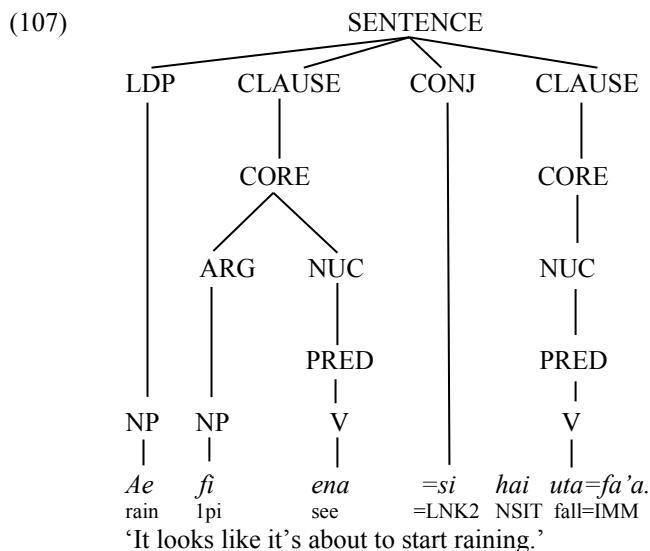 (107) SENTENCE
LDP CLAUSE CONJ CLAUSE
CORE CORE
ARG NUC NUC
PRED PRED
NP NP V V
Ae fi ena =si hai uta=fa'a.
rain 1pi see =LNK2 NSIT fall=IMM
‘It looks like it’s about to start raining.’